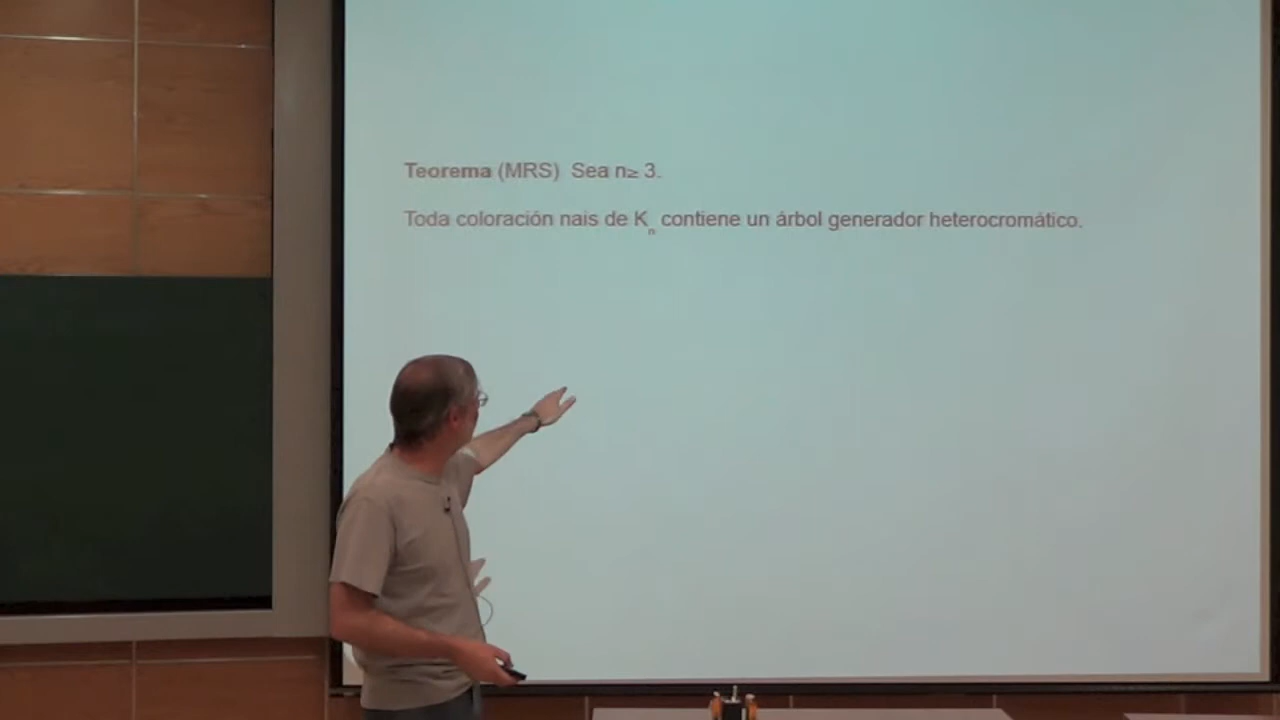 Teorema (MRS) Sea n≥ 3.
Toda coloración nais de Kn contiene un árbol generador heterocromático.